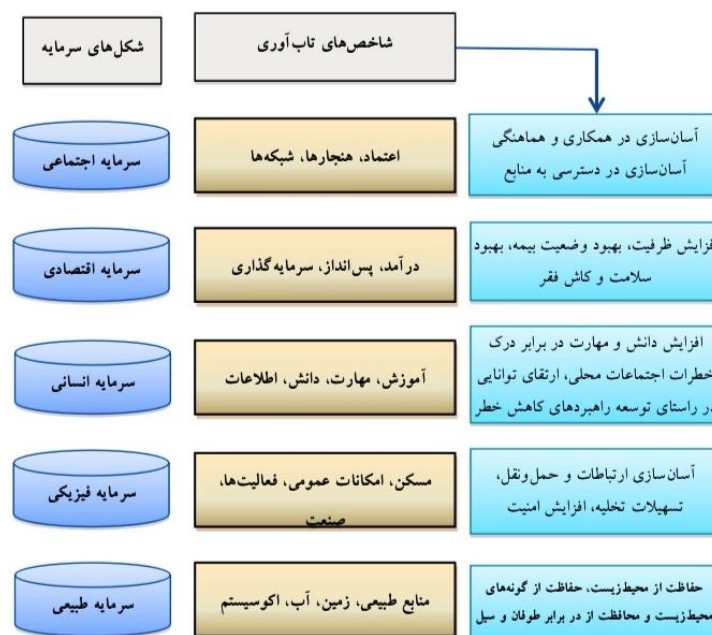 شکل‌های سرمایه
شاخص‌های تاب‌آوری
سرمایه اجتماعی
اعتماد، هنجارها، شبکه‌ها
آسان‌سازی در همکاری و هماهنگی
آسان‌سازی در دسترسی به منابع
سرمایه اقتصادی
درآمد، پس‌انداز، سرمایه‌گذاری
فزایش ظرفیت، بهبود وضعیت بیمه، بهبود
سلامت و کاش فقر
سرمایه انسانی
آموزش، مهارت، دانش، اطلاعات
افزایش دانش و مهارت در برابر درک
خطرات اجتماعات محلی، ارتقای توانایی
در راستای توسعه راهبردهای کاهش خطر
سرمایه فیزیکی
مسکن، امکانات عمومی، فعالیت‌ها،
صنعت
آسان‌سازی ارتباطات و حمل‌ونقل،
تسهیلات تخلیه، افزایش امنیت
سرمایه طبیعی
منابع طبیعی، زمین، آب، اکوسیستم
حفاظت از محیط‌زیست، حفاظت از گونه‌های
محیط‌زیست و محافظت از در برابر طوفان و سیل